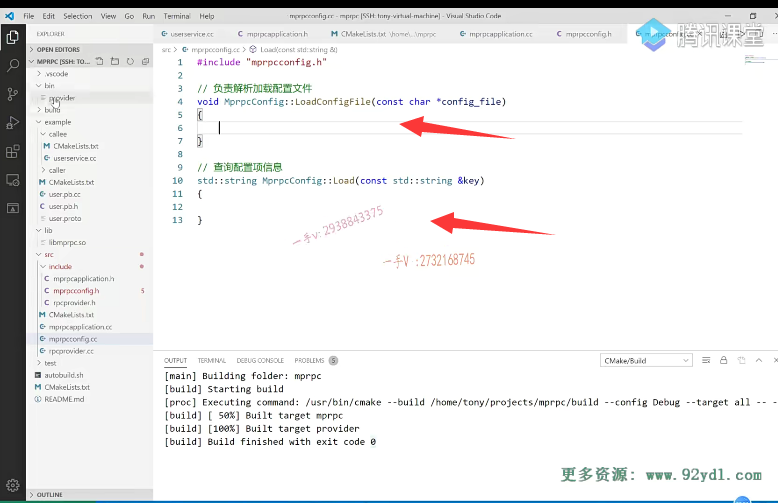 File Edit Selection View Go Run Terminal Help
mprpcconfig.cc - mprpc [SSH: tony-virtual-machine] - Visual Studio Code
腾讯课堂
EXPLORER
OPEN EDITORS
MPRPC [SSH: TO...
.vscode
bin
provider
build
example
callee
CMakeLists.txt
userservice.cc
caller
CMakeLists.txt
user.pb.cc
user.pb.h
user.proto
lib
libmprpc.so
src
include
mprpcapplication.h
mprpcconfig.h 5
rpcprovider.h
CMakeLists.txt
mprpcapplication.cc
mprpcconfig.cc
rpcprovider.cc
test
autobuild.sh
CMakeLists.txt
README.md
OUTLINE
userservice.cc
mprpcapplication.h
CMakeLists.txt /home/.../mprpc
mprpcapplication.cc
mprpcconfig.h
src > mprpcconfig.cc > Load(const std::string &)
1 #include "mprpcconfig.h"
2
3 // 负责解析加载配置文件
4 void MprpcConfig::LoadConfigFile(const char *config_file)
5 {
6
7 }
8
9 // 查询配置项信息
10 std::string MprpcConfig::Load(const std::string &key)
11 {
12
13 }
一手v:2938843375
一手V :2732168745
OUTPUT TERMINAL DEBUG CONSOLE PROBLEMS 5
CMake/Build
[main] Building folder: mprpc
[build] Starting build
[proc] Executing command: /usr/bin/cmake --build /home/tony/projects/mprpc/build --config Debug --target all -- -
[build] [ 50%] Built target mprpc
[build] [100%] Built target provider
[build] Build finished with exit code 0
更多资源: www.92ydl.com